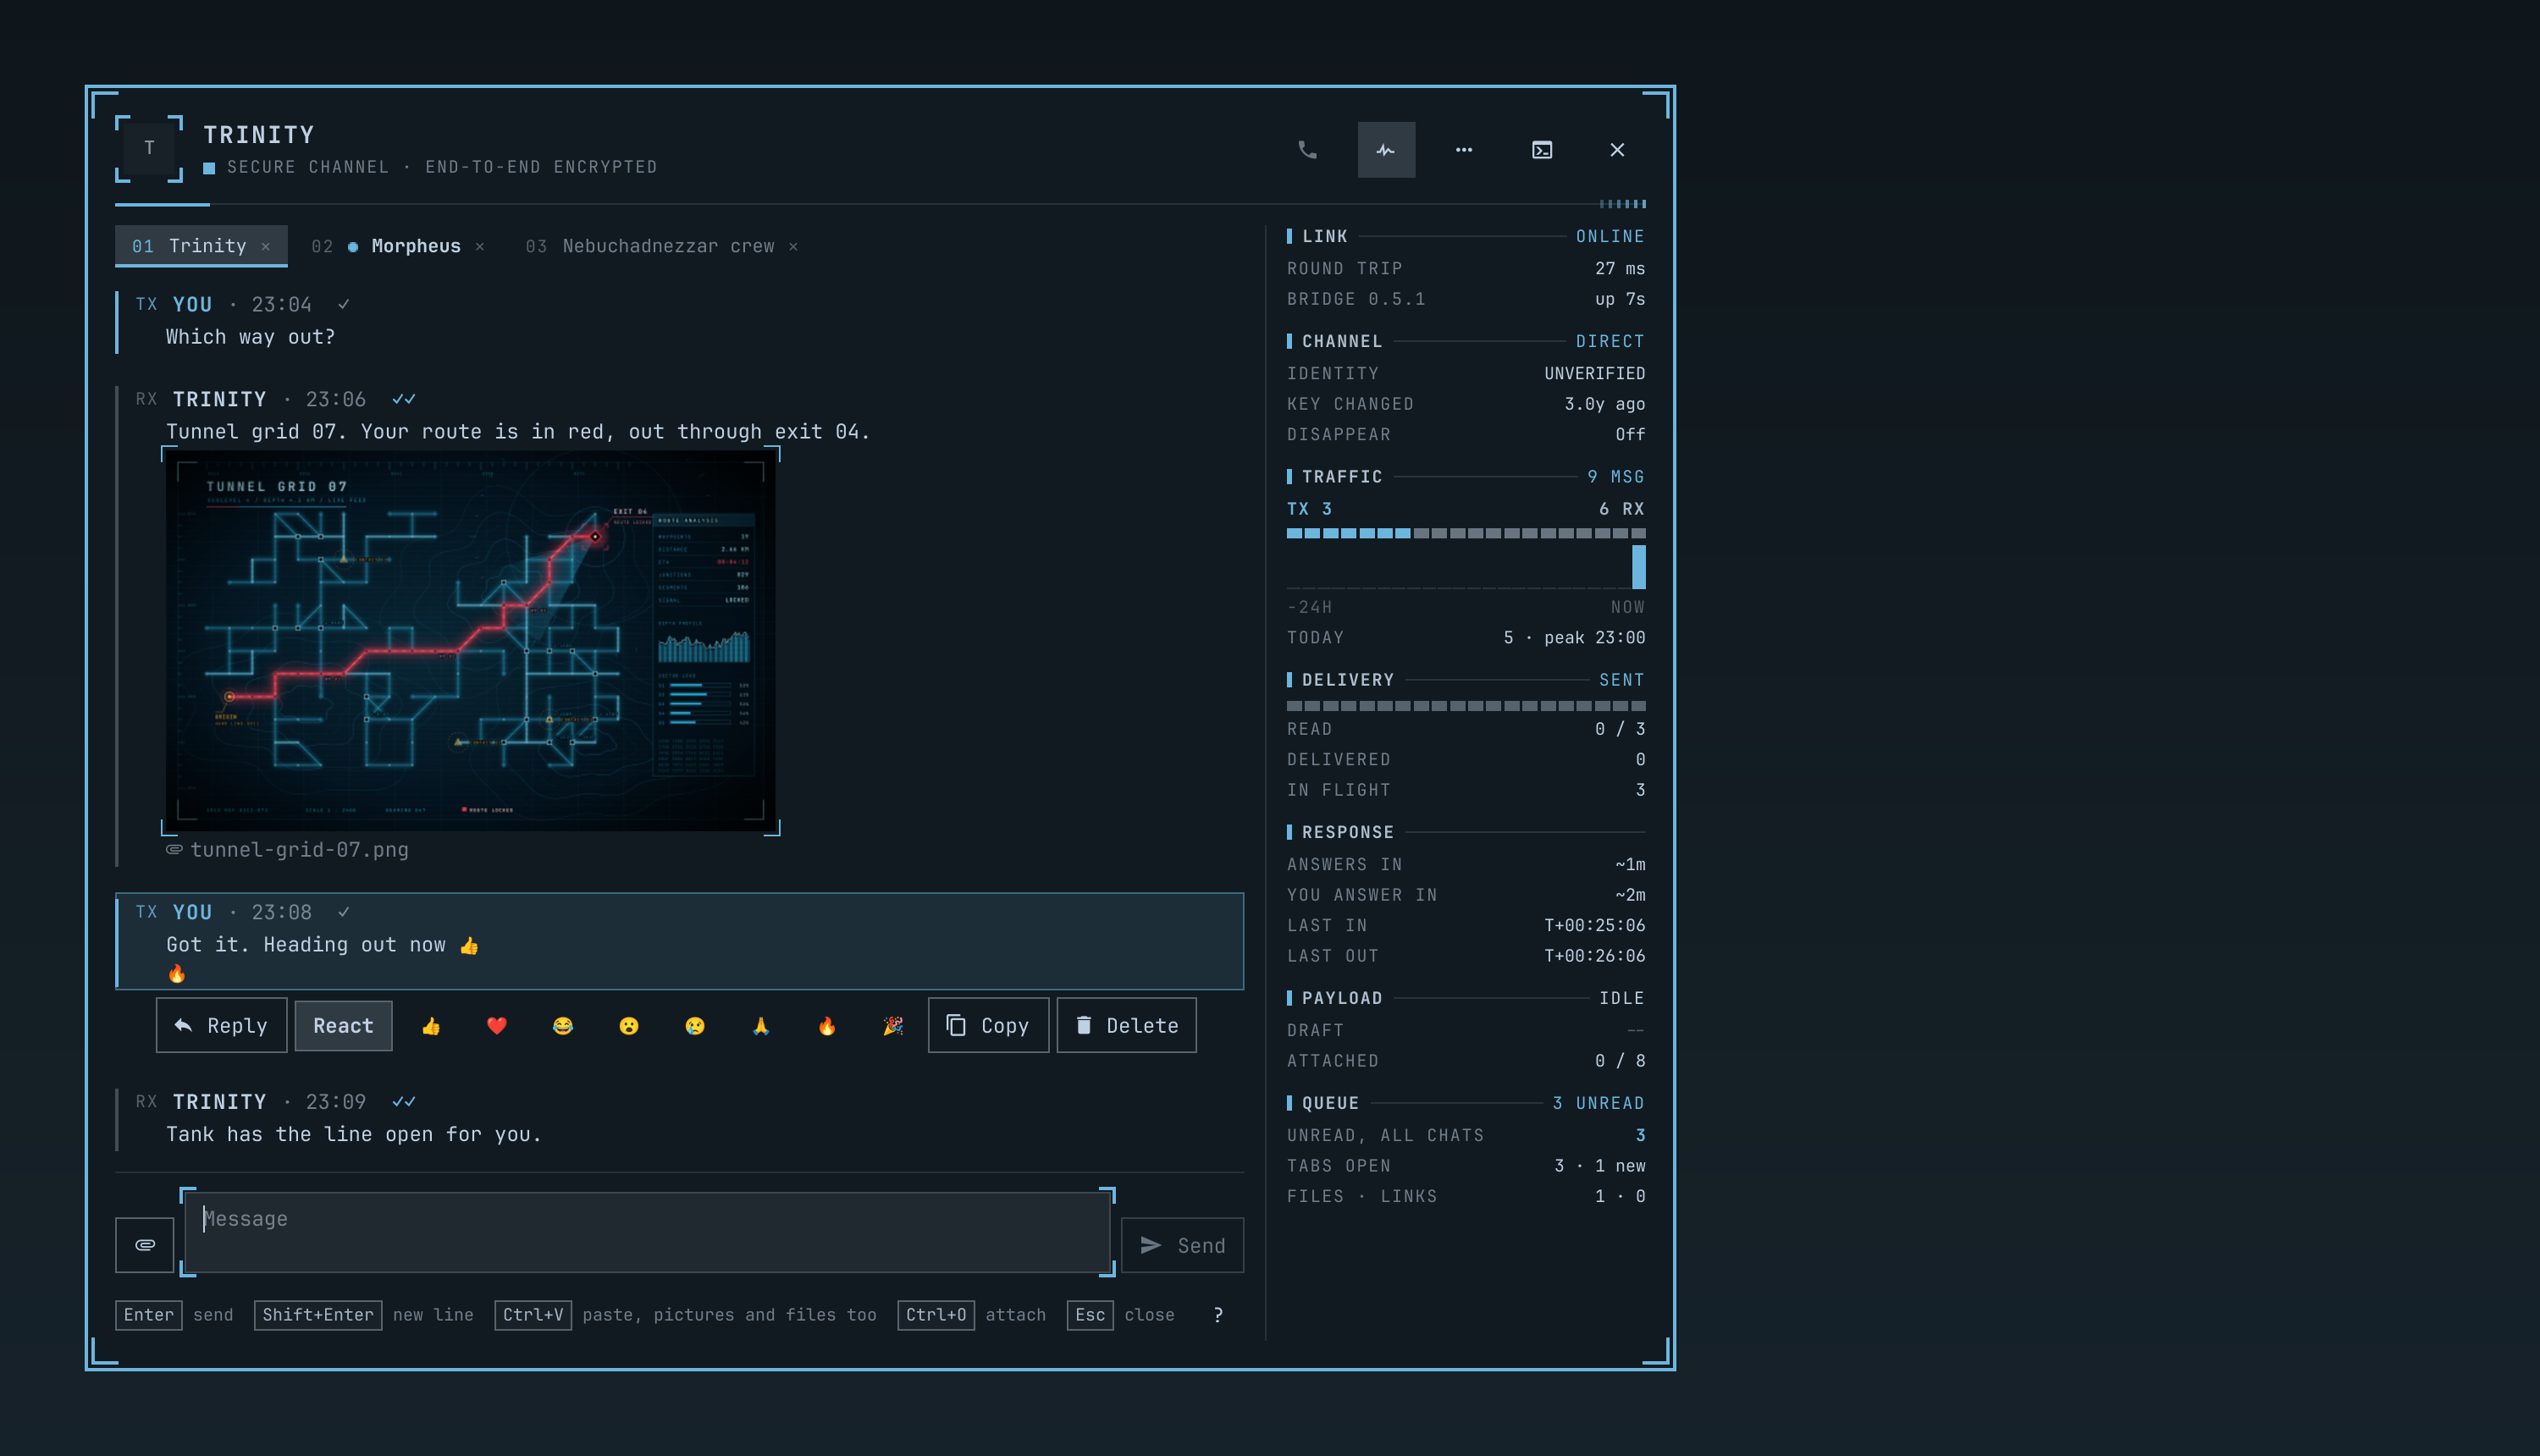 T
TRINITY
SECURE CHANNEL · END-TO-END ENCRYPTED
01 Trinity ×
02 Morpheus ×
03 Nebuchadnezzar crew ×
TX YOU · 23:04
Which way out?
RX TRINITY · 23:06
Tunnel grid 07. Your route is in red, out through exit 04.
TUNNEL GRID 07
EXIT 04
ROUTE LOCKED
ROUTE ANALYSIS
ORIGIN
ROUTE LOCKED
tunnel-grid-07.png
TX YOU · 23:08
Got it. Heading out now 👍
🔥
Reply
React
👍 ❤️ 😂 😮 😢 🙏 🔥 🎉
Copy
Delete
RX TRINITY · 23:09
Tank has the line open for you.
Message
Send
Enter send Shift+Enter new line Ctrl+V paste, pictures and files too Ctrl+O attach Esc close ?
LINK ONLINE
ROUND TRIP 27 ms
BRIDGE 0.5.1 up 7s
CHANNEL DIRECT
IDENTITY UNVERIFIED
KEY CHANGED 3.0y ago
DISAPPEAR Off
TRAFFIC 9 MSG
TX 3 6 RX
-24H NOW
TODAY 5 · peak 23:00
DELIVERY SENT
READ 0 / 3
DELIVERED 0
IN FLIGHT 3
RESPONSE
ANSWERS IN ~1m
YOU ANSWER IN ~2m
LAST IN T+00:25:06
LAST OUT T+00:26:06
PAYLOAD IDLE
DRAFT --
ATTACHED 0 / 8
QUEUE 3 UNREAD
UNREAD, ALL CHATS 3
TABS OPEN 3 · 1 new
FILES · LINKS 1 · 0